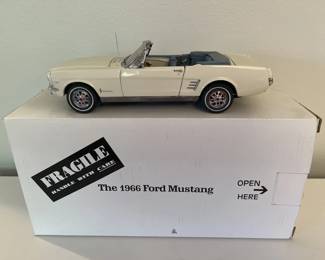 FRAGILE
HANDLE WITH CARE
The 1966 Ford Mustang
OPEN
HERE